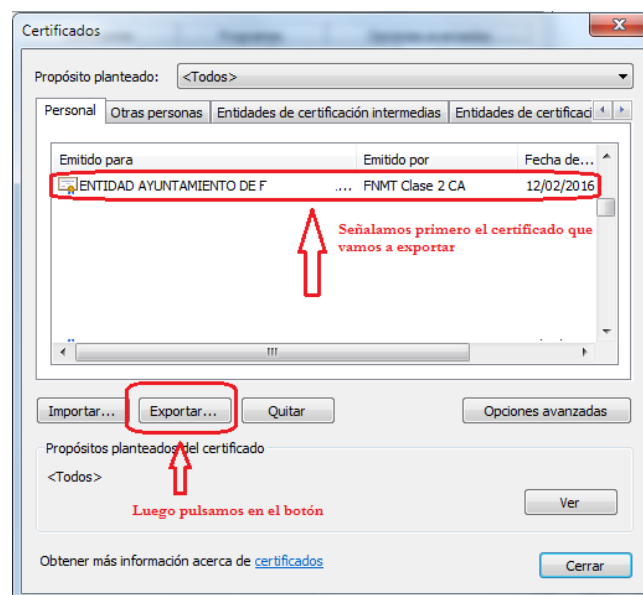 Certificados
Propósito planteado: <Todos>
Personal Otras personas Entidades de certificación intermedias Entidades de certificaci
Emitido para Emitido por Fecha de...
ENTIDAD AYUNTAMIENTO DE F .... FNMT Clase 2 CA 12/02/2016
Señalamos primero el certificado que
vamos a exportar
Importar... Exportar... Quitar Opciones avanzadas
Propósitos planteados del certificado
<Todos>
Ver
Luego pulsamos en el botón
Obtener más información acerca de certificados
Cerrar